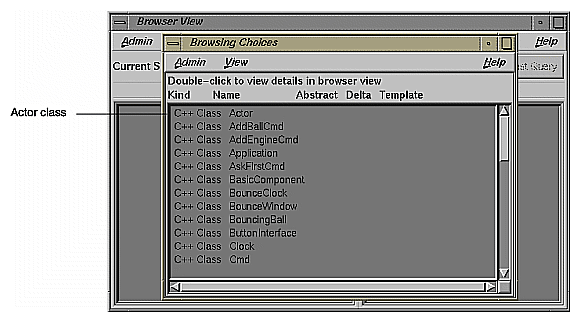 Browser View
Admin
Help
Current S
st Query
Browsing Choices
Admin View Help
Double-click to view details in browser view
Kind Name Abstract Delta Template
Actor class
C++ Class Actor
C++ Class AddBallCmd
C++ Class AddEngineCmd
C++ Class Application
C++ Class AskFirstCmd
C++ Class BasicComponent
C++ Class BounceClock
C++ Class BounceWindow
C++ Class BouncingBall
C++ Class ButtonInterface
C++ Class Clock
C++ Class Cmd